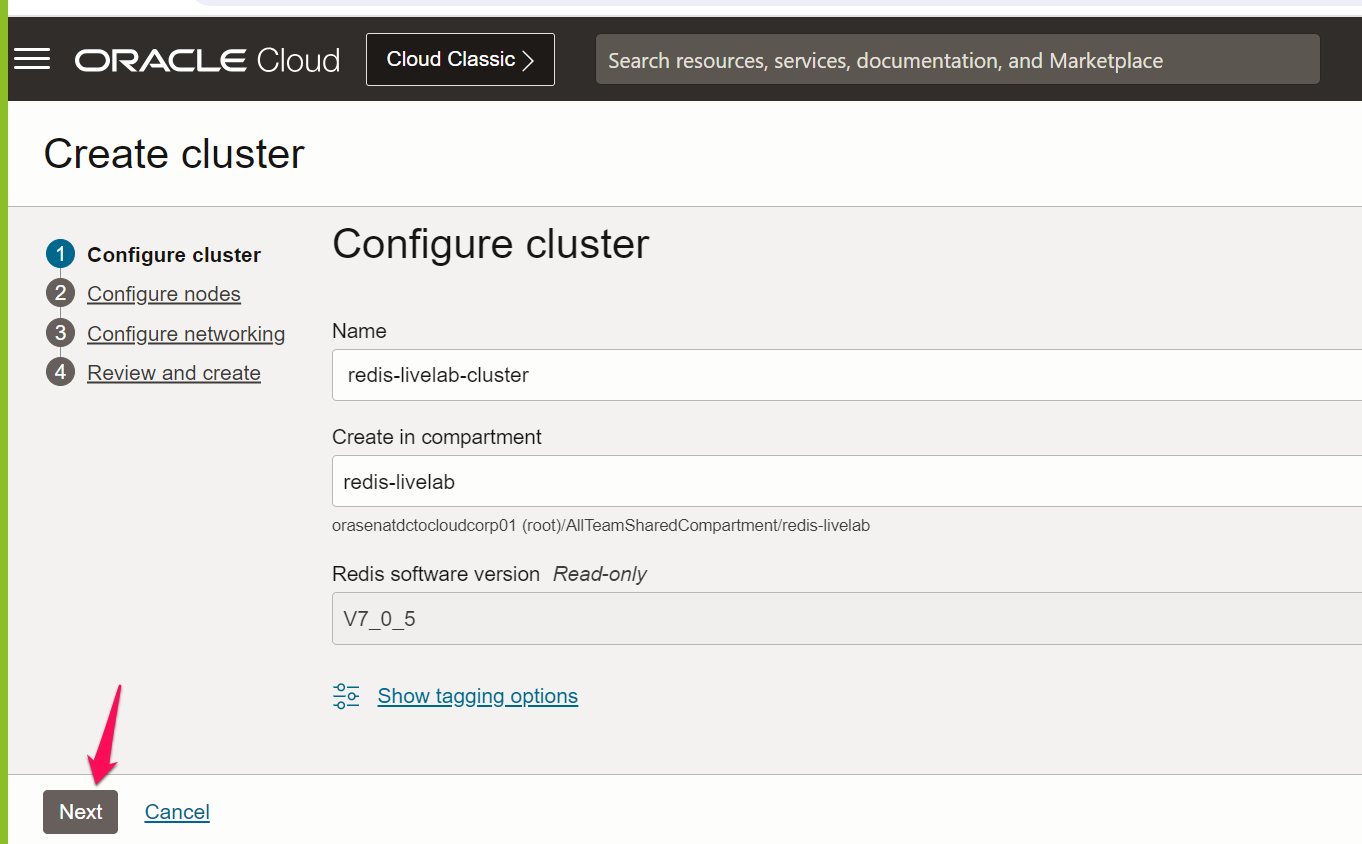 ORACLE Cloud
Cloud Classic
Search resources, services, documentation, and Marketplace
Create cluster
1 Configure cluster
2 Configure nodes
3 Configure networking
4 Review and create
Configure cluster
Name
redis-livelab-cluster
Create in compartment
redis-livelab
orasenatdctocloudcorp01 (root)/AllTeamSharedCompartment/redis-livelab
Redis software version Read-only
V7_0_5
Show tagging options
Next Cancel